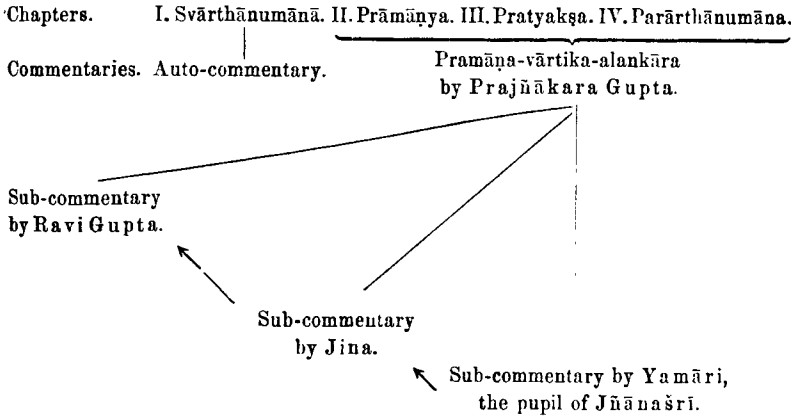 Chapters. I. Svārthānumānā. II. Prāmāṇya. III. Pratyakṣa. IV. Parārthānumāna.
Commentaries. Auto-commentary. Pramāṇa-vārtika-alankāra
by Prajñākara Gupta.
Sub-commentary
by Ravi Gupta.
Sub-commentary
by Jina.
Sub-commentary by Yamāri,
the pupil of Jñānašrī.